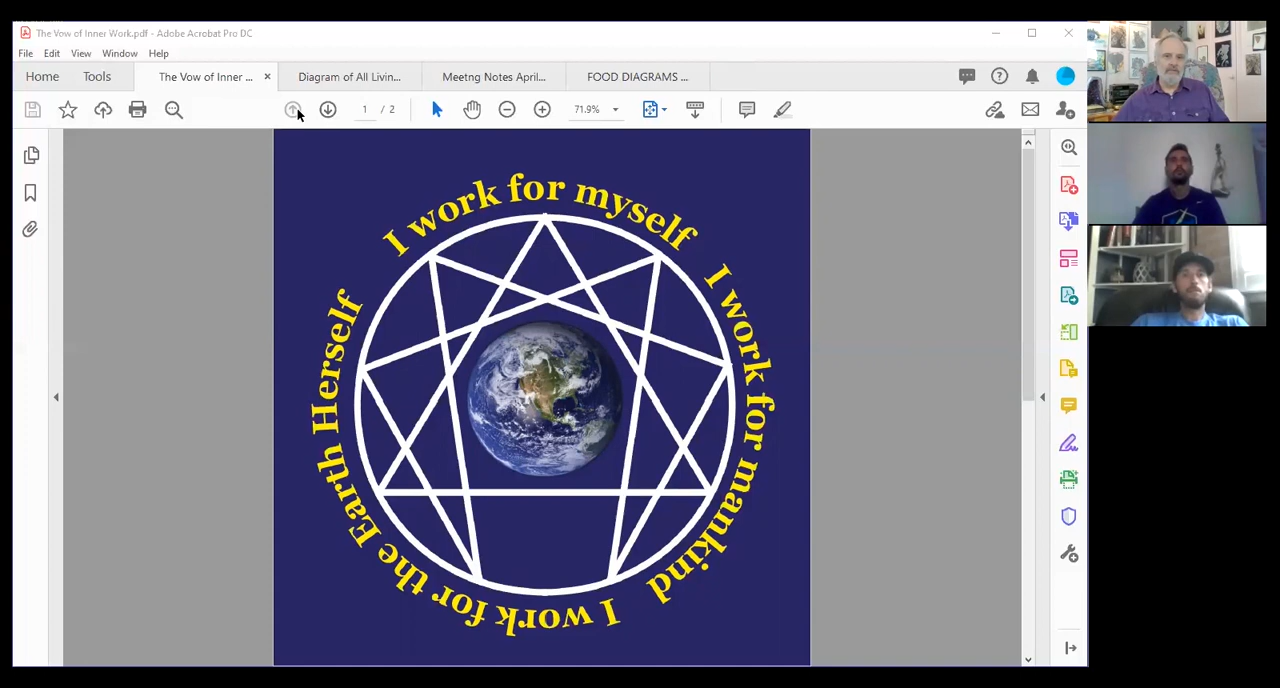 The Vow of Inner Work.pdf - Adobe Acrobat Pro DC
File Edit View Window Help
Home Tools The Vow of Inner ... Diagram of All Livin... Meetng Notes April... FOOD DIAGRAMS ...
1 / 2 71.9%
I work for myself
I work for mankind
I work for the Earth Herself